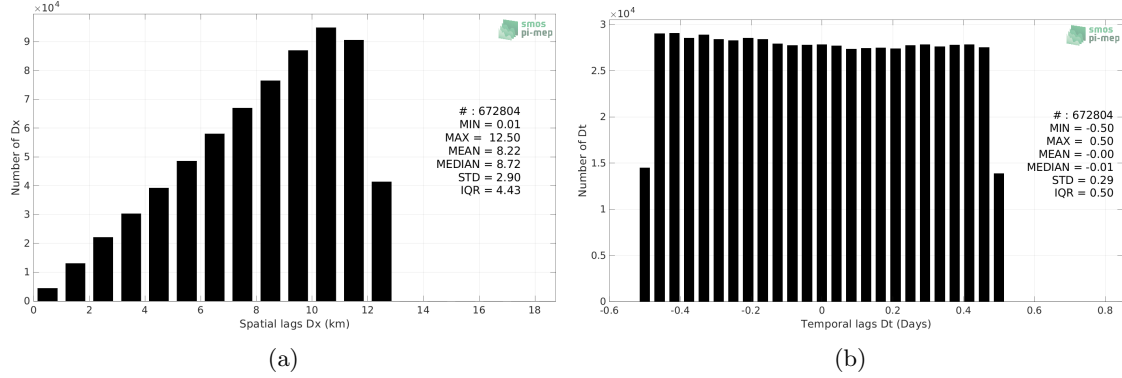 ×10⁴
9
8
7
6
5
4
3
2
1
0
0 2 4 6 8 10 12 14 16 18
Number of Dx
Spatial lags Dx (km)
smos
pi-mep
# : 672804
MIN = 0.01
MAX = 12.50
MEAN = 8.22
MEDIAN = 8.72
STD = 2.90
IQR = 4.43
(a)
×10⁴
3
2.5
2
1.5
1
0.5
0
-0.6 -0.4 -0.2 0 0.2 0.4 0.6 0.8
Number of Dt
Temporal lags Dt (Days)
smos
pi-mep
# : 672804
MIN = -0.50
MAX = 0.50
MEAN = -0.00
MEDIAN = -0.01
STD = 0.29
IQR = 0.50
(b)